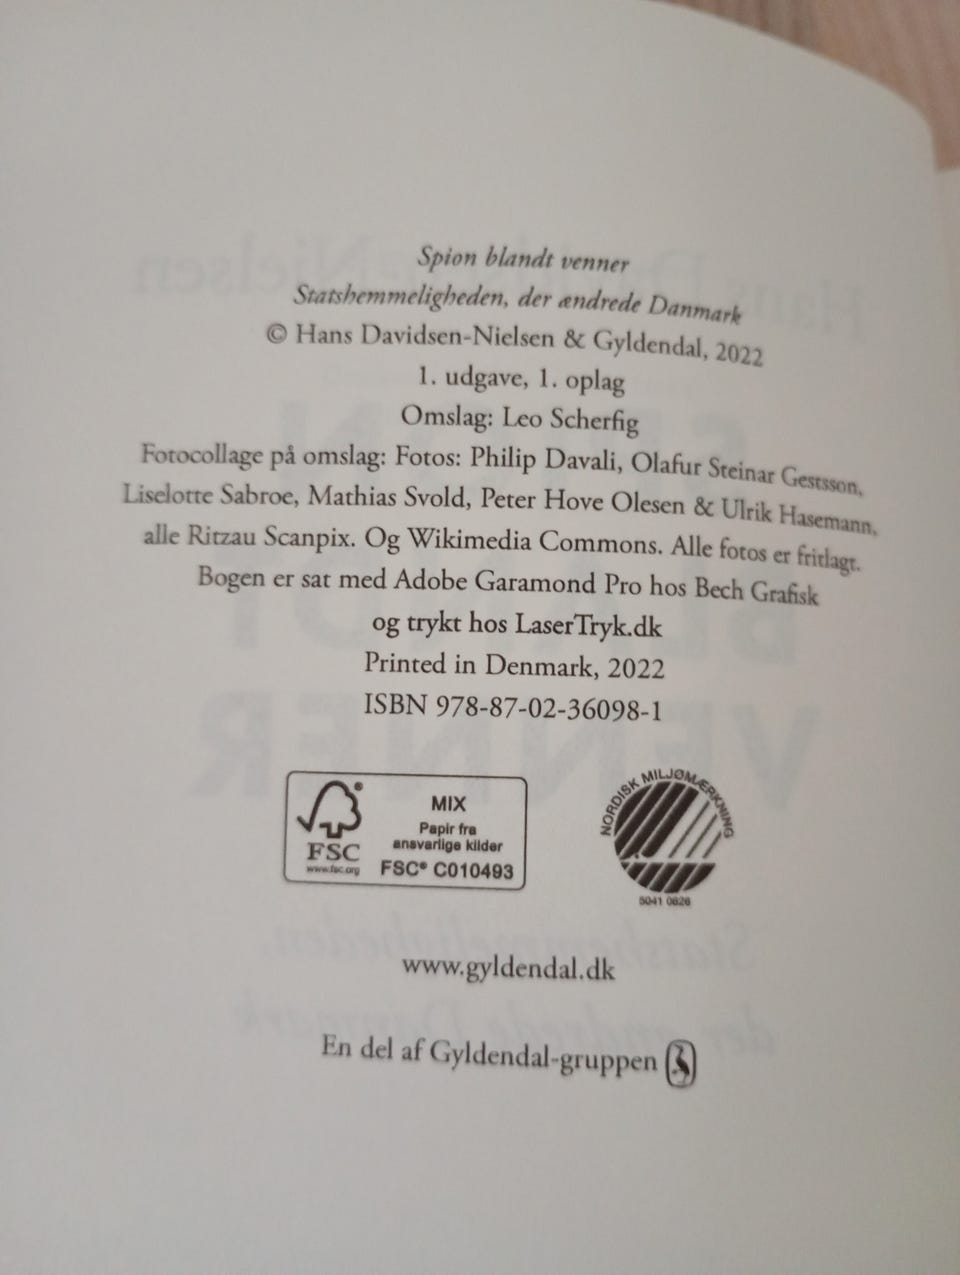 Spion blandt venner
Statshemmeligheden, der ændrede Danmark
© Hans Davidsen-Nielsen & Gyldendal, 2022
1. udgave, 1. oplag
Omslag: Leo Scherfig
Fotocollage på omslag: Fotos: Philip Davali, Olafur Steinar Gestsson,
Liselotte Sabroe, Mathias Svold, Peter Hove Olesen & Ulrik Hasemann,
alle Ritzau Scanpix. Og Wikimedia Commons. Alle fotos er fritlagt.
Bogen er sat med Adobe Garamond Pro hos Bech Grafisk
og trykt hos LaserTryk.dk
Printed in Denmark, 2022
ISBN 978-87-02-36098-1
FSC®
www.fsc.org
MIX
Papir fra
ansvarlige kilder
FSC® C010493
NORDISK MILJØMÆRKNING
5041 0826
www.gyldendal.dk
En del af Gyldendal-gruppen